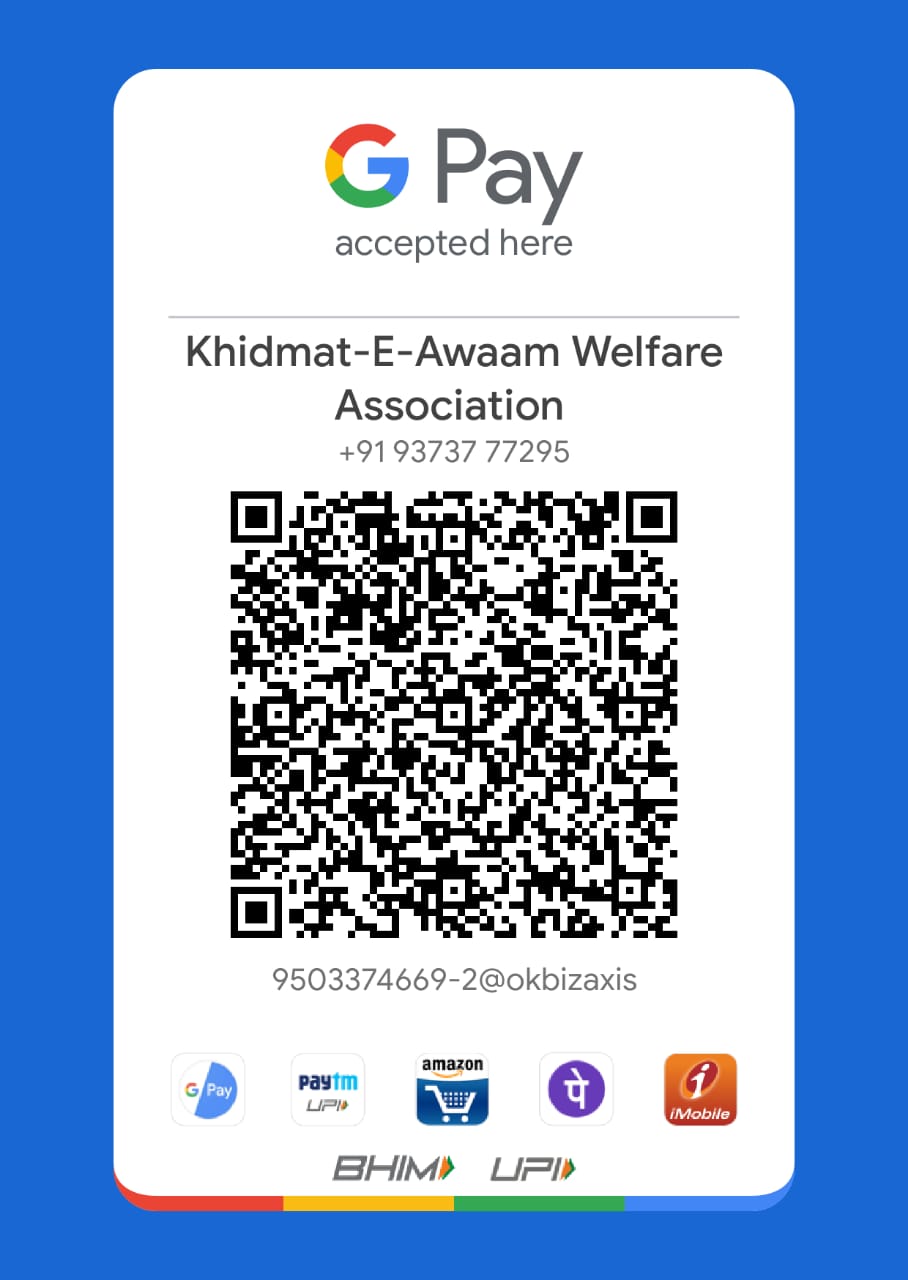 G Pay
accepted here
Khidmat-E-Awaam Welfare
Association
+91 93737 77295
9503374669-2@okbizaxis
G Pay
paytm
UPI
amazon
पे
iMobile
BHIM UPI